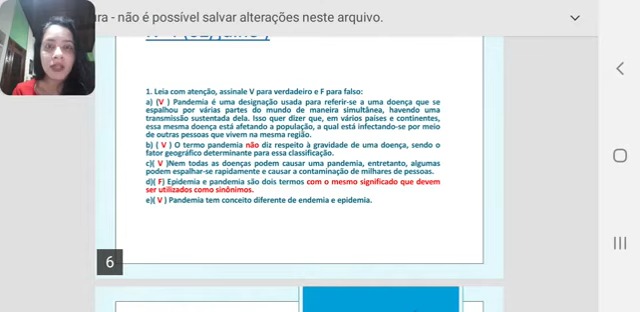 ura - não é possível salvar alterações neste arquivo.
1. Leia com atenção, assinale V para verdadeiro e F para falso:
a) (V ) Pandemia é uma designação usada para referir-se a uma doença que se
espalhou por várias partes do mundo de maneira simultânea, havendo uma
transmissão sustentada dela. Isso quer dizer que, em vários países e continentes,
essa mesma doença está afetando a população, a qual está infectando-se por meio
de outras pessoas que vivem na mesma região.
b) ( V ) O termo pandemia não diz respeito à gravidade de uma doença, sendo o
fator geográfico determinante para essa classificação.
c)( V )Nem todas as doenças podem causar uma pandemia, entretanto, algumas
podem espalhar-se rapidamente e causar a contaminação de milhares de pessoas.
d)( F) Epidemia e pandemia são dois termos com o mesmo significado que devem
ser utilizados como sinônimos.
e)( V ) Pandemia tem conceito diferente de endemia e epidemia.
6